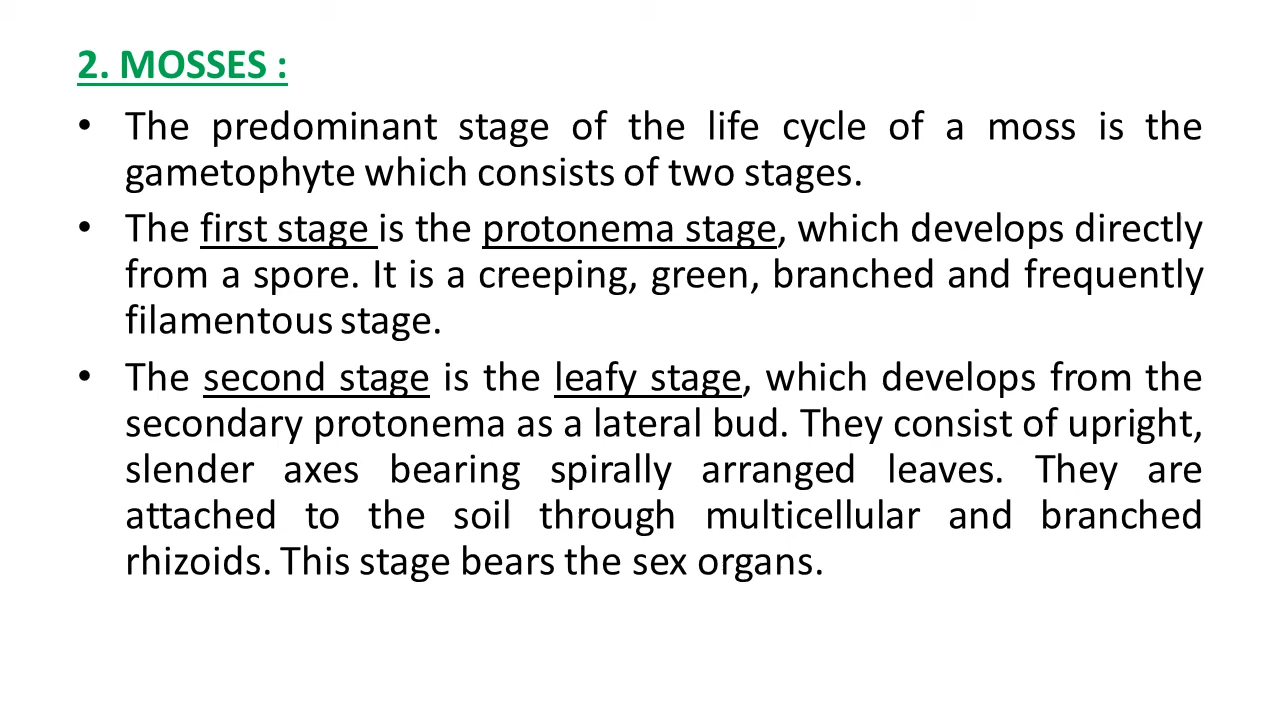 2. MOSSES :
• The predominant stage of the life cycle of a moss is the
gametophyte which consists of two stages.
• The first stage is the protonema stage, which develops directly
from a spore. It is a creeping, green, branched and frequently
filamentous stage.
• The second stage is the leafy stage, which develops from the
secondary protonema as a lateral bud. They consist of upright,
slender axes bearing spirally arranged leaves. They are
attached to the soil through multicellular and branched
rhizoids. This stage bears the sex organs.